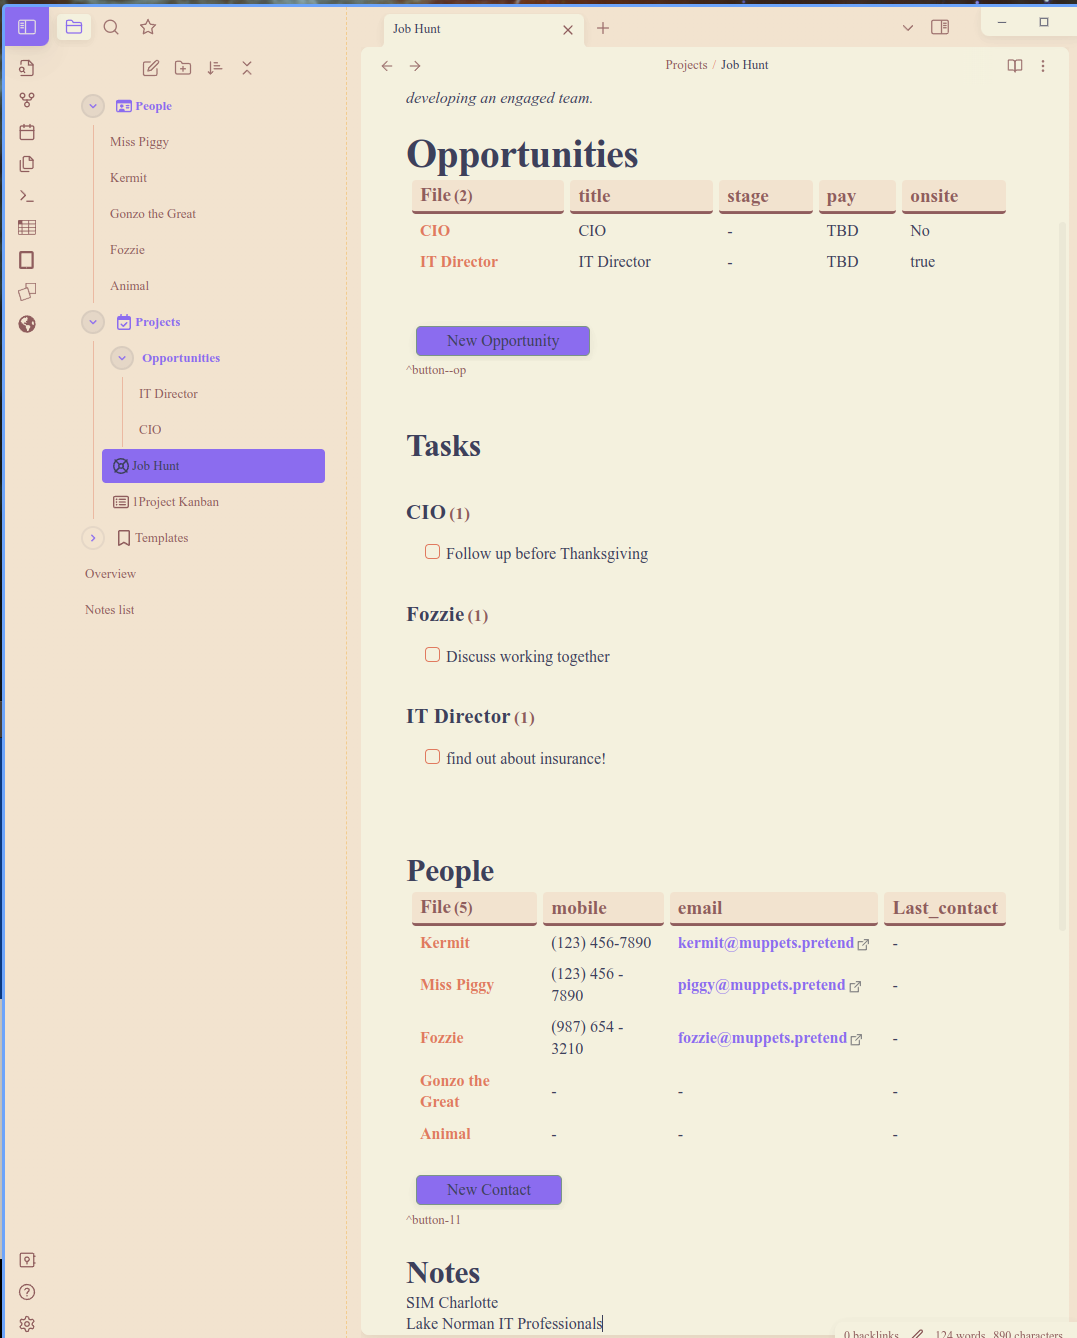 Job Hunt
People
Miss Piggy
Kermit
Gonzo the Great
Fozzie
Animal
Projects
Opportunities
IT Director
CIO
Job Hunt
1Project Kanban
Templates
Overview
Notes list
Projects / Job Hunt
developing an engaged team.
Opportunities
File (2) title stage pay onsite
CIO CIO - TBD No
IT Director IT Director - TBD true
New Opportunity
^button--op
Tasks
CIO (1)
Follow up before Thanksgiving
Fozzie (1)
Discuss working together
IT Director (1)
find out about insurance!
People
File (5) mobile email Last_contact
Kermit (123) 456-7890 kermit@muppets.pretend -
Miss Piggy (123) 456 - 7890 piggy@muppets.pretend -
Fozzie (987) 654 - 3210 fozzie@muppets.pretend -
Gonzo the Great - - -
Animal - - -
New Contact
^button-11
Notes
SIM Charlotte
Lake Norman IT Professionals
0 backlinks 124 words 890 characters